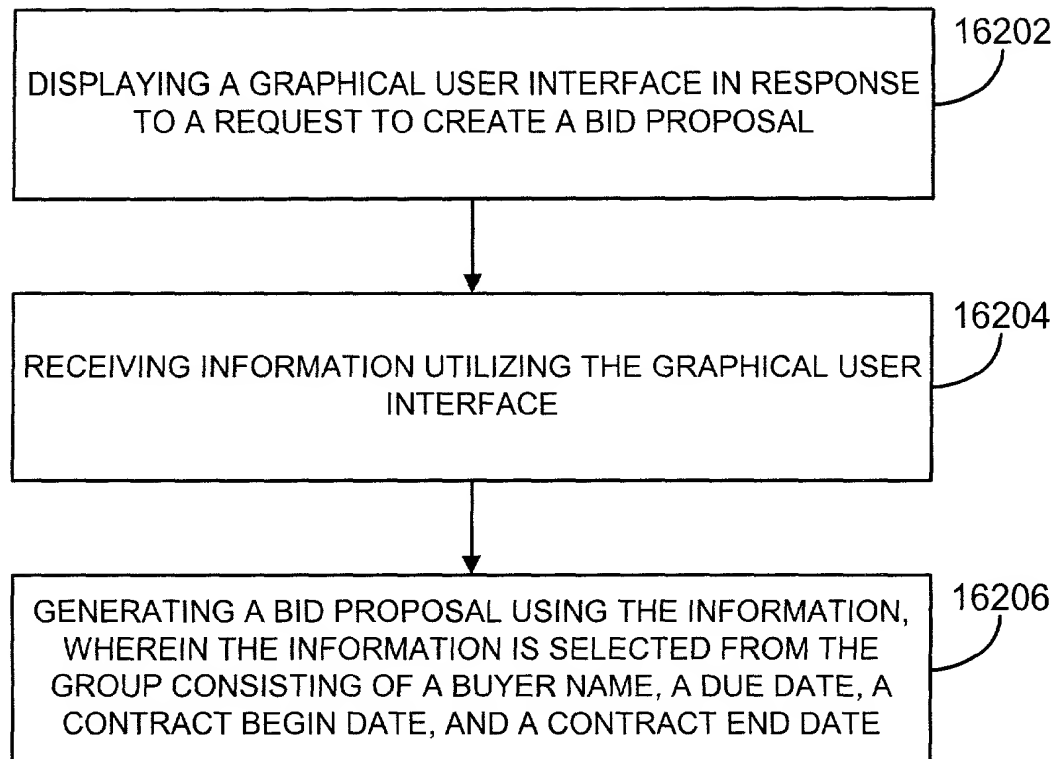 16202
DISPLAYING A GRAPHICAL USER INTERFACE IN RESPONSE
TO A REQUEST TO CREATE A BID PROPOSAL
16204
RECEIVING INFORMATION UTILIZING THE GRAPHICAL USER
INTERFACE
16206
GENERATING A BID PROPOSAL USING THE INFORMATION,
WHEREIN THE INFORMATION IS SELECTED FROM THE
GROUP CONSISTING OF A BUYER NAME, A DUE DATE, A
CONTRACT BEGIN DATE, AND A CONTRACT END DATE